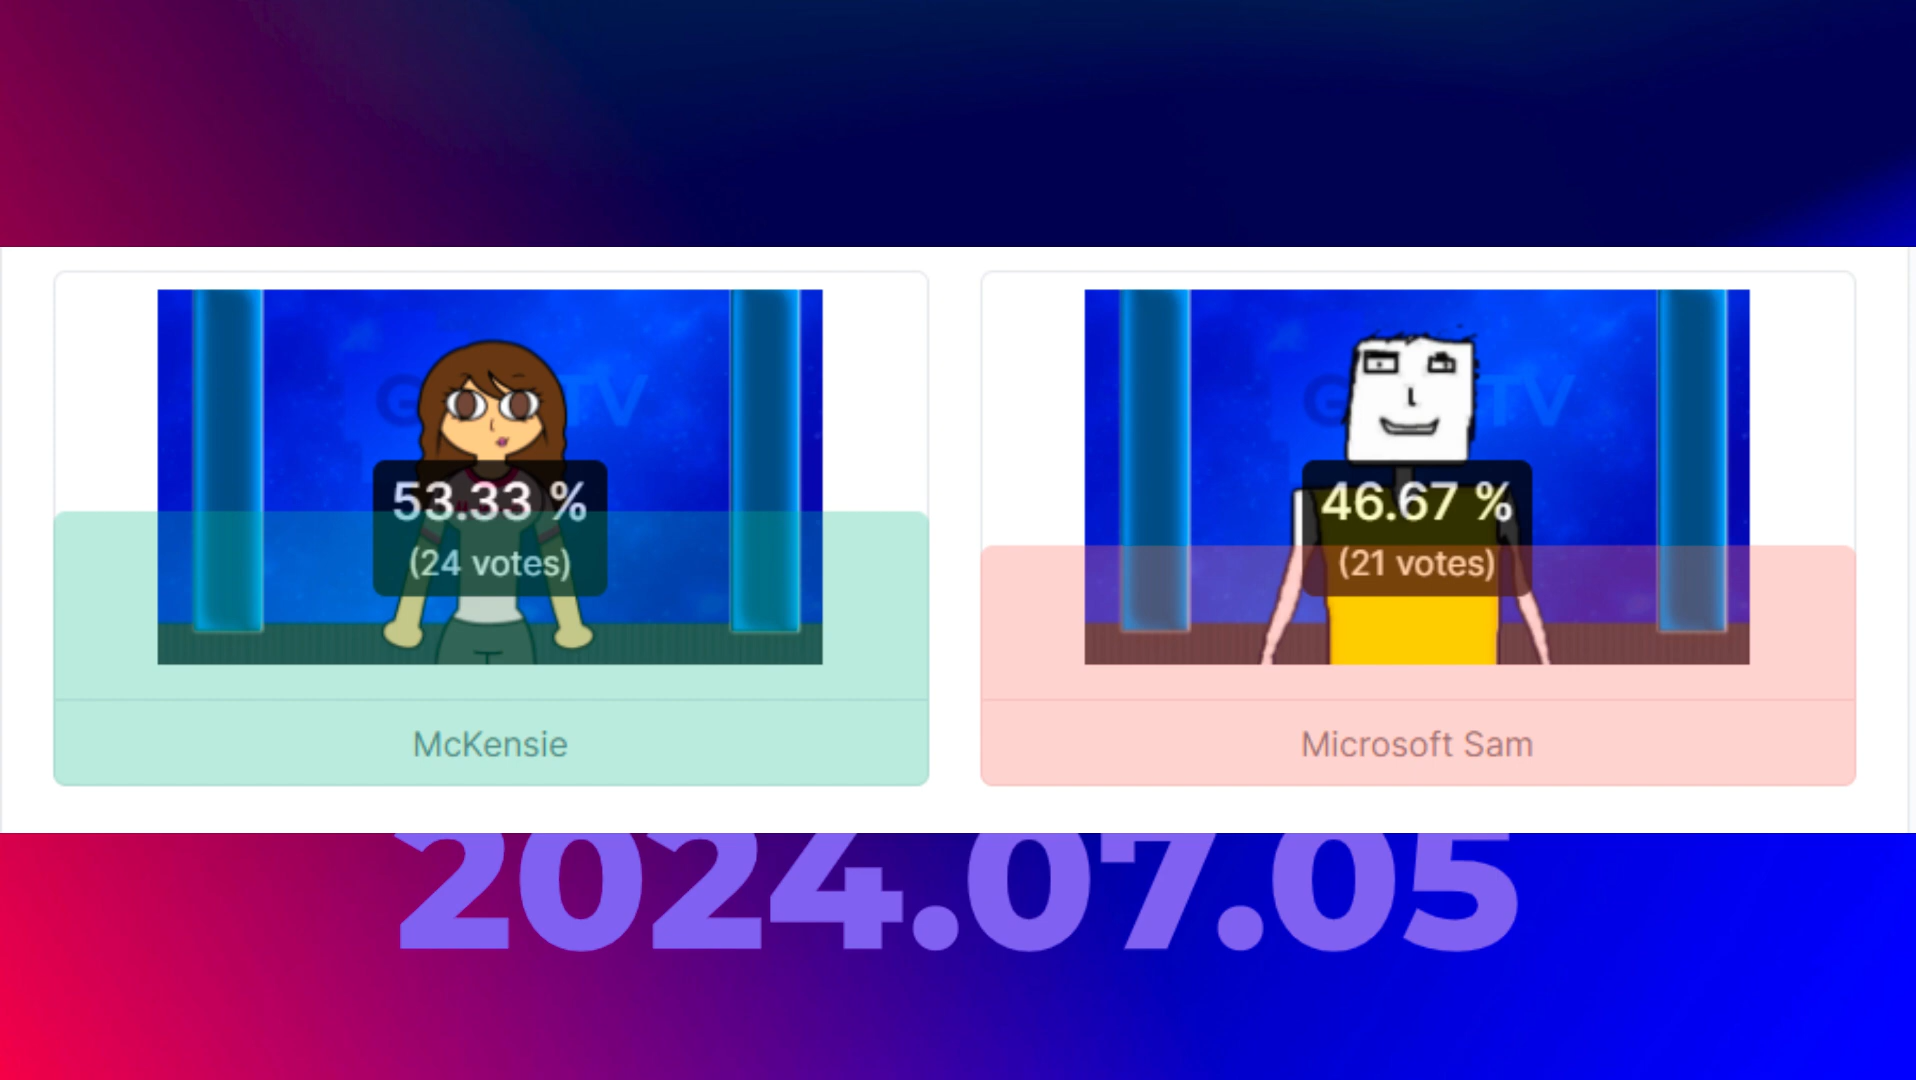 53.33 %
(24 votes)
McKensie
46.67 %
(21 votes)
Microsoft Sam
2024.07.05